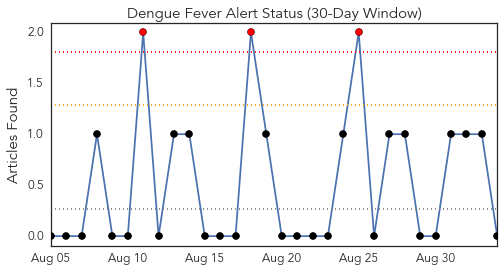 Dengue Fever Alert Status (30-Day Window)
Articles Found
2.0
1.5
1.0
0.5
0.0
Aug 05 Aug 10 Aug 15 Aug 20 Aug 25 Aug 30